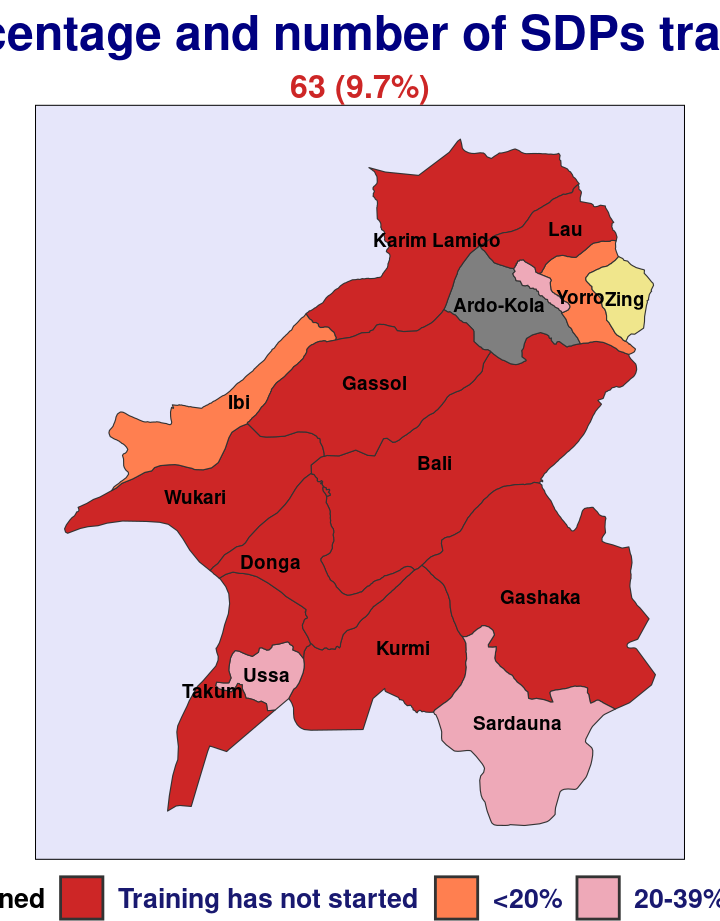 centage and number of SDPs tra
63 (9.7%)
Karim Lamido
Lau
Ardo-Kola
Yorro
Zing
Gassol
Ibi
Bali
Wukari
Donga
Gashaka
Kurmi
Ussa
Takum
Sardauna
ned Training has not started <20% 20-39%